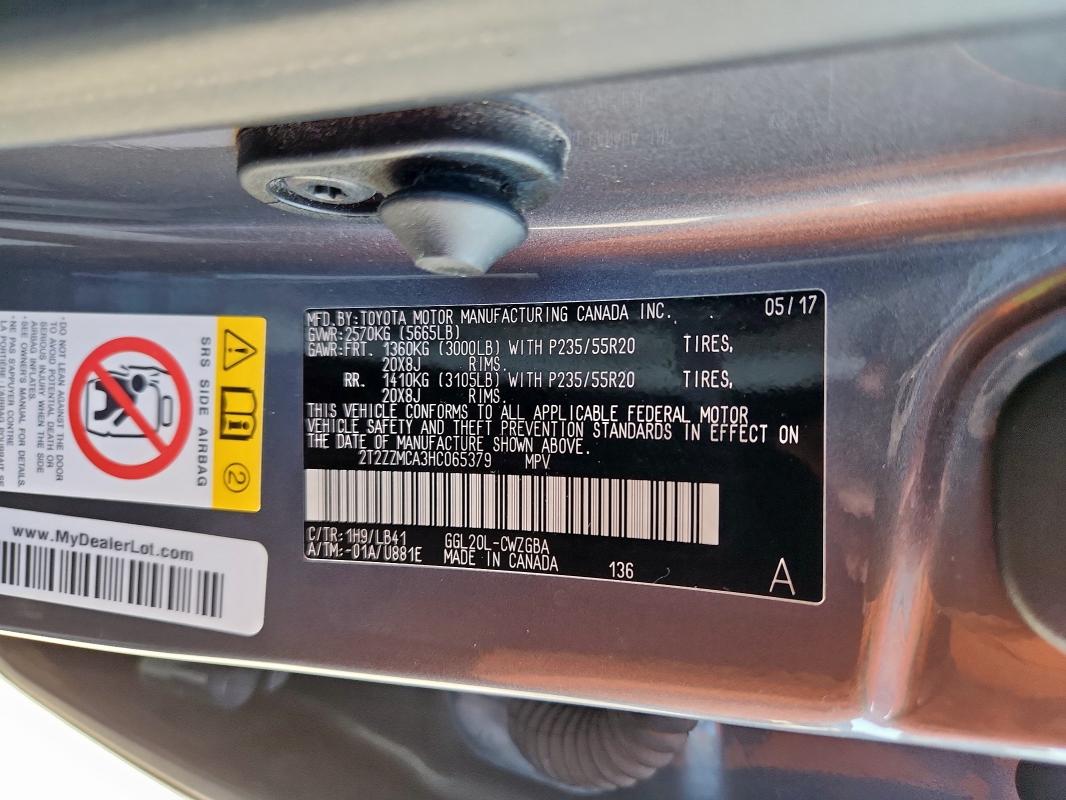 MFD.BY:TOYOTA MOTOR MANUFACTURING CANADA INC. 05/17
GVWR:2570KG (5665LB)
GAWR:FRT. 1360KG (3000LB) WITH P235/55R20 TIRES,
20X8J RIMS.
RR. 1410KG (3105LB) WITH P235/55R20 TIRES,
20X8J RIMS.
THIS VEHICLE CONFORMS TO ALL APPLICABLE FEDERAL MOTOR
VEHICLE SAFETY AND THEFT PREVENTION STANDARDS IN EFFECT ON
THE DATE OF MANUFACTURE SHOWN ABOVE.
2T2ZZMCA3HC065379 MPV
C/TR:1H9/LB41 GGL20L-CWZGBA
A/TM:-01A/U881E MADE IN CANADA 136 A
SRS SIDE AIRBAG
2
・DO NOT LEAN AGAINST THE DOOR
TO AVOID POTENTIAL DEATH OR
SERIOUS INJURY WHEN THE SIDE
AIRBAG INFLATES.
・SEE OWNER'S MANUAL FOR DETAILS.
・NE PAS S'APPUYER CONTRE
www.MyDealerLot.com